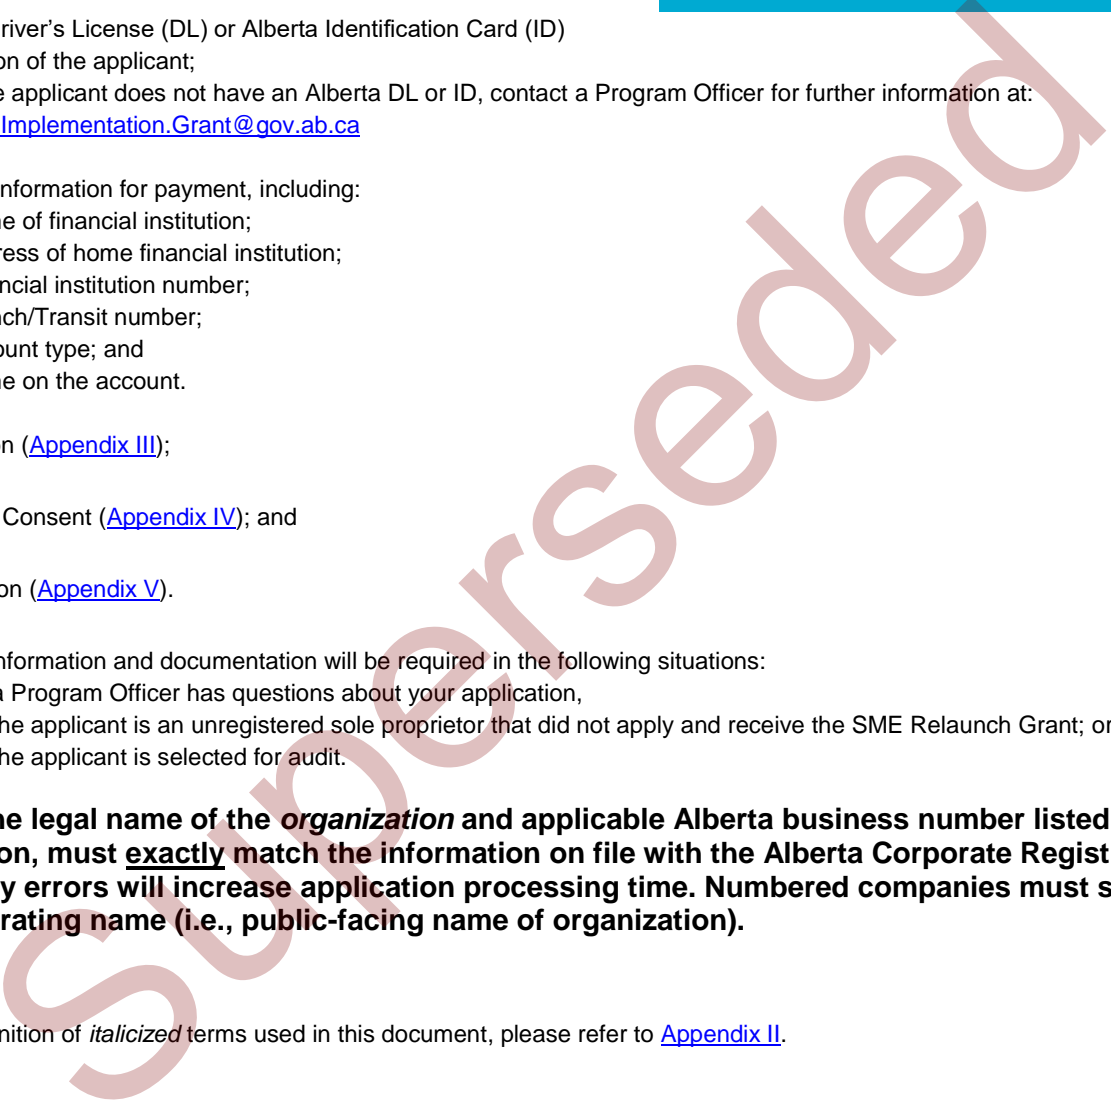 river's License (DL) or Alberta Identification Card (ID)
on of the applicant;
e applicant does not have an Alberta DL or ID, contact a Program Officer for further information at:
.Implementation.Grant@gov.ab.ca
nformation for payment, including:
e of financial institution;
ress of home financial institution;
ncial institution number;
nch/Transit number;
ount type; and
e on the account.
on (Appendix III);
Consent (Appendix IV); and
on (Appendix V).
nformation and documentation will be required in the following situations:
a Program Officer has questions about your application,
he applicant is an unregistered sole proprietor that did not apply and receive the SME Relaunch Grant; or
he applicant is selected for audit.
he legal name of the organization and applicable Alberta business number listed
on, must exactly match the information on file with the Alberta Corporate Regist
y errors will increase application processing time. Numbered companies must s
rating name (i.e., public-facing name of organization).
nition of italicized terms used in this document, please refer to Appendix II.
Superseded